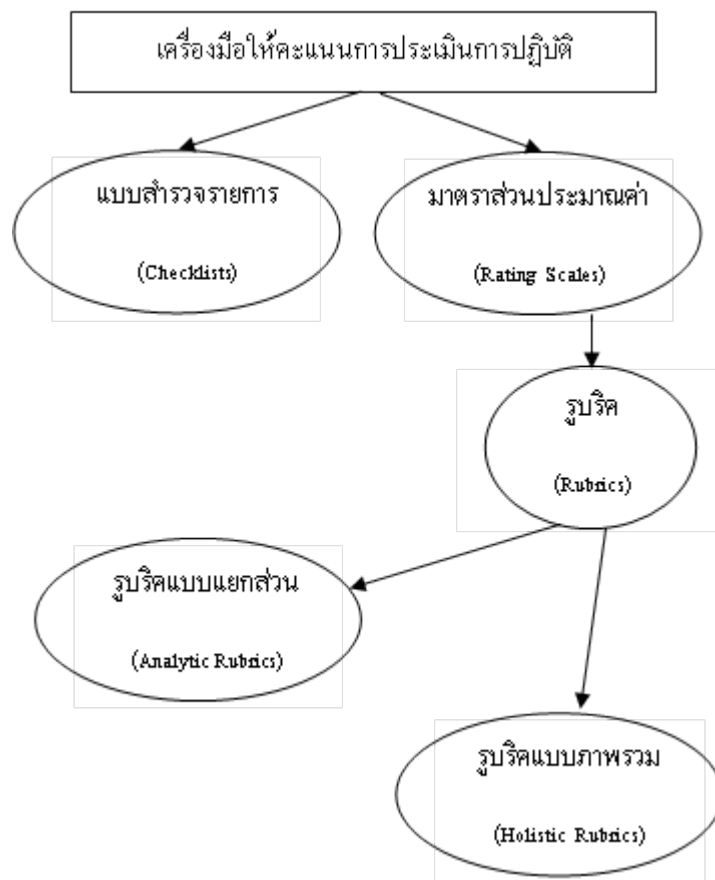 เครื่องมือให้คะแนนการประเมินการปฏิบัติ
แบบสำรวจรายการ
(Checklists)
มาตราส่วนประมาณค่า
(Rating Scales)
รูบริค
(Rubrics)
รูบริคแบบแยกส่วน
(Analytic Rubrics)
รูบริคแบบภาพรวม
(Holistic Rubrics)